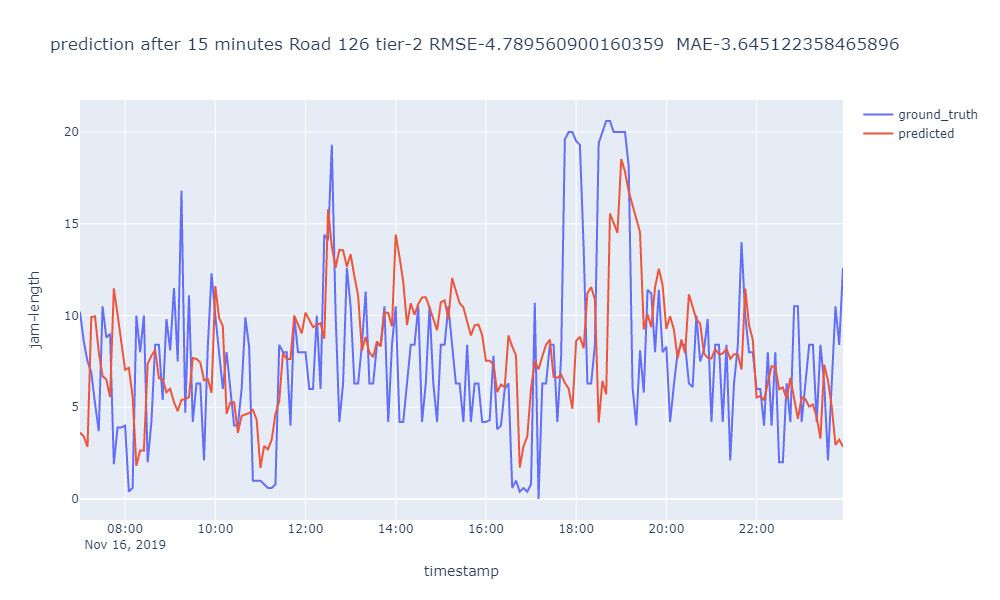 prediction after 15 minutes Road 126 tier-2 RMSE-4.789560900160359  MAE-3.645122358465896
ground_truth
predicted
jam-length
20
15
10
5
0
08:00 10:00 12:00 14:00 16:00 18:00 20:00 22:00
Nov 16, 2019
timestamp